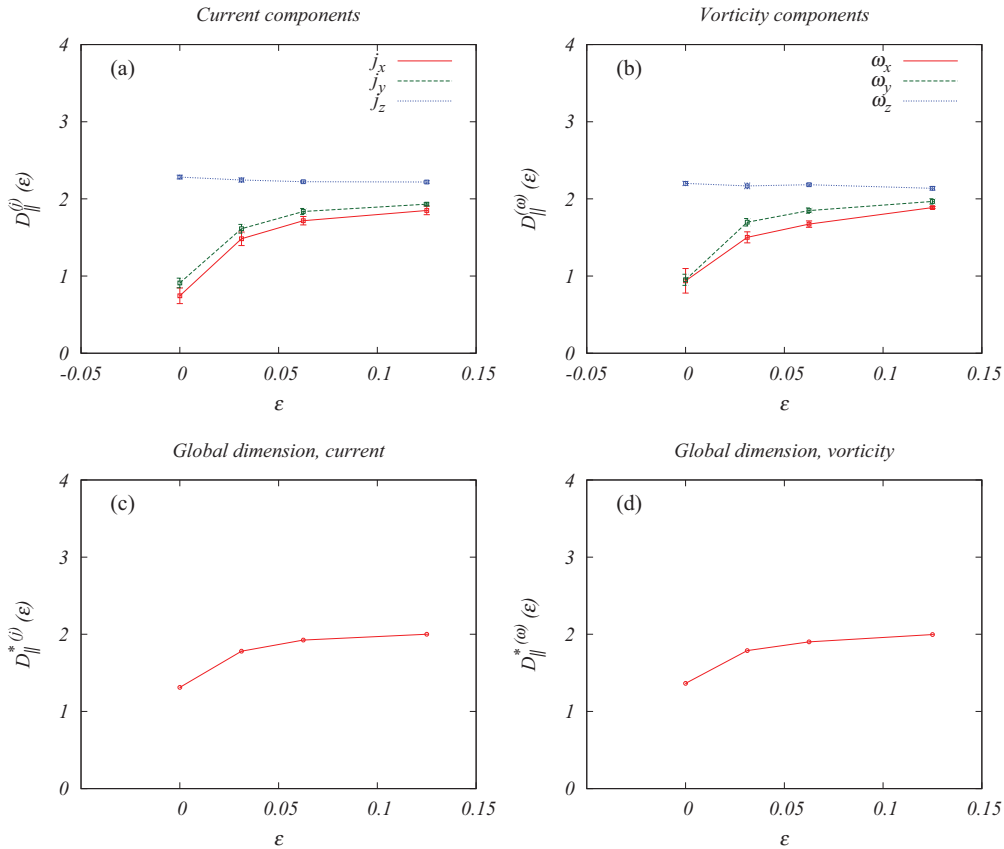 Current components
(a)
j_x
j_y
j_z
4
3
2
1
0
-0.05
0
0.05
0.1
0.15
D_∥^(j) (ε)
ε
Vorticity components
(b)
ω_x
ω_y
ω_z
4
3
2
1
0
-0.05
0
0.05
0.1
0.15
D_∥^(ω) (ε)
ε
Global dimension, current
(c)
4
3
2
1
0
0
0.05
0.1
0.15
D_∥^*(j) (ε)
ε
Global dimension, vorticity
(d)
4
3
2
1
0
0
0.05
0.1
0.15
D_∥^*(ω) (ε)
ε